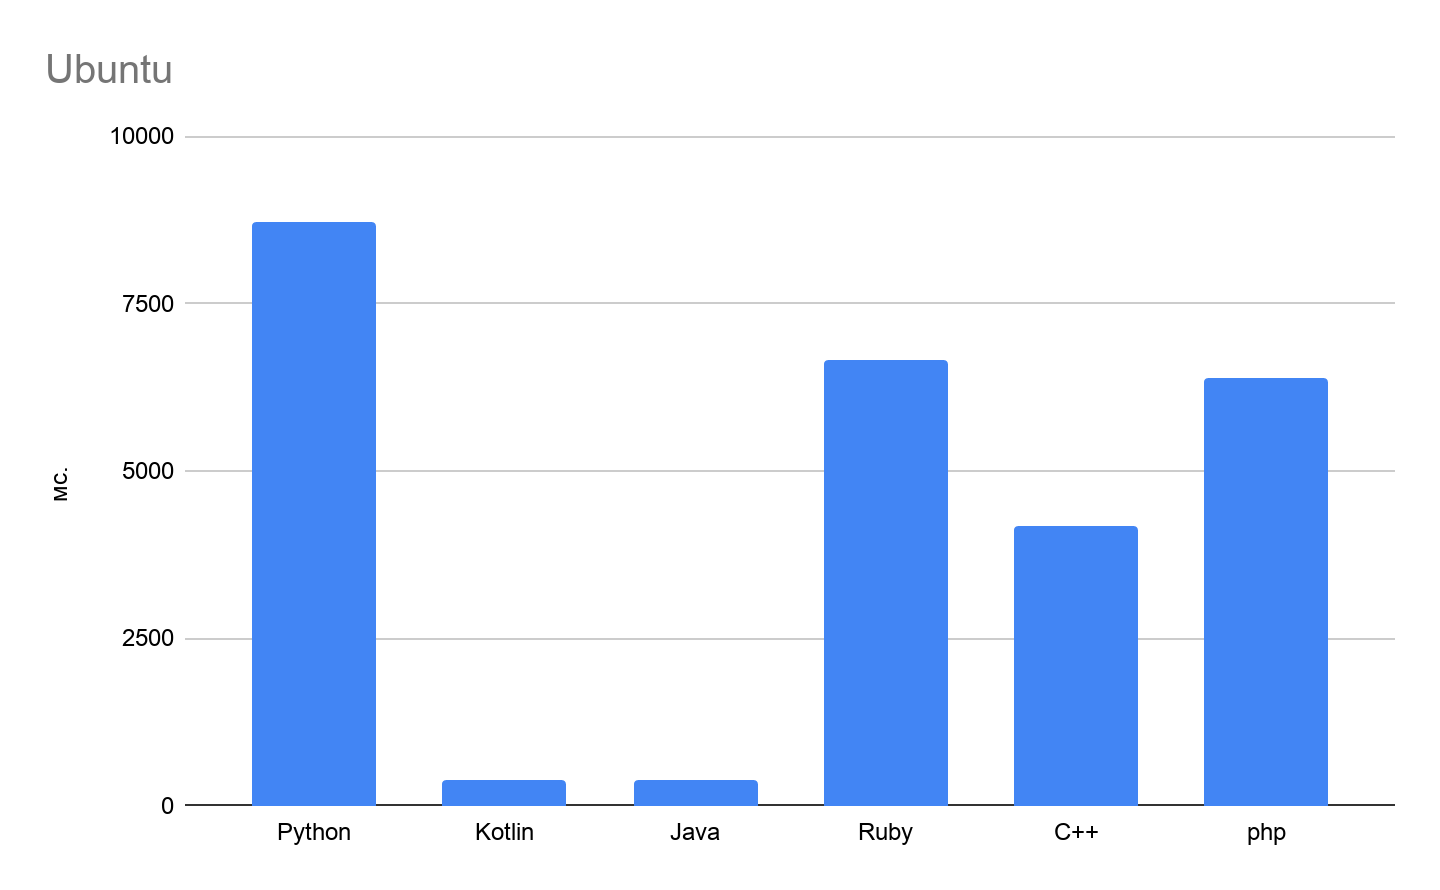 Ubuntu
10000
7500
5000
2500
0
мс.
Python
Kotlin
Java
Ruby
C++
php